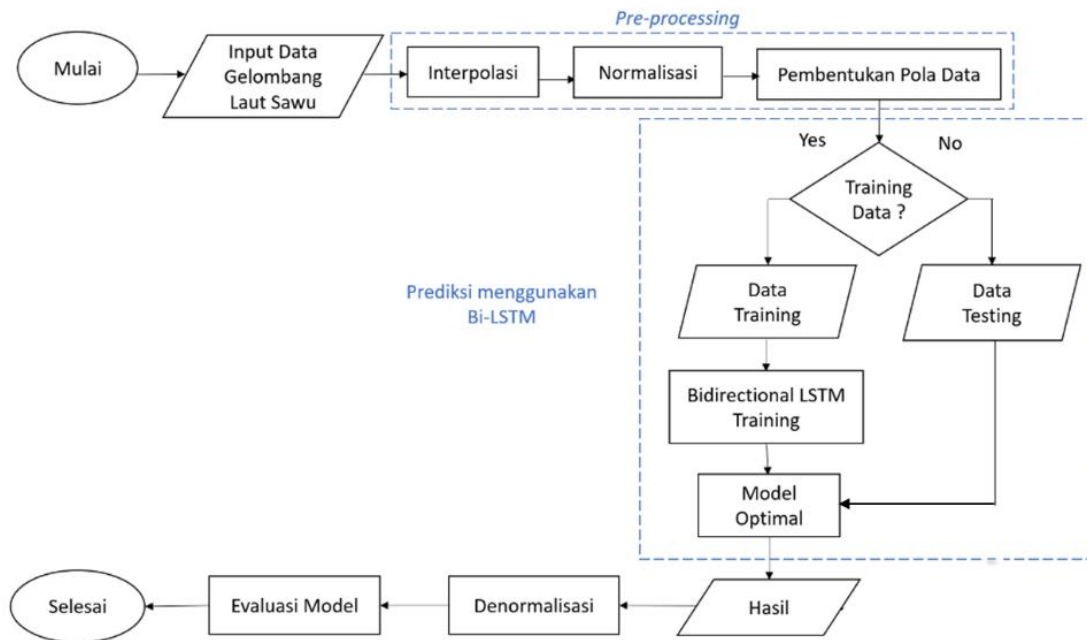 Pre-processing
Mulai
Input Data
Gelombang
Laut Sawu
Interpolasi
Normalisasi
Pembentukan Pola Data
Yes
No
Training
Data ?
Prediksi menggunakan
Bi-LSTM
Data
Training
Data
Testing
Bidirectional LSTM
Training
Model
Optimal
Selesai
Evaluasi Model
Denormalisasi
Hasil